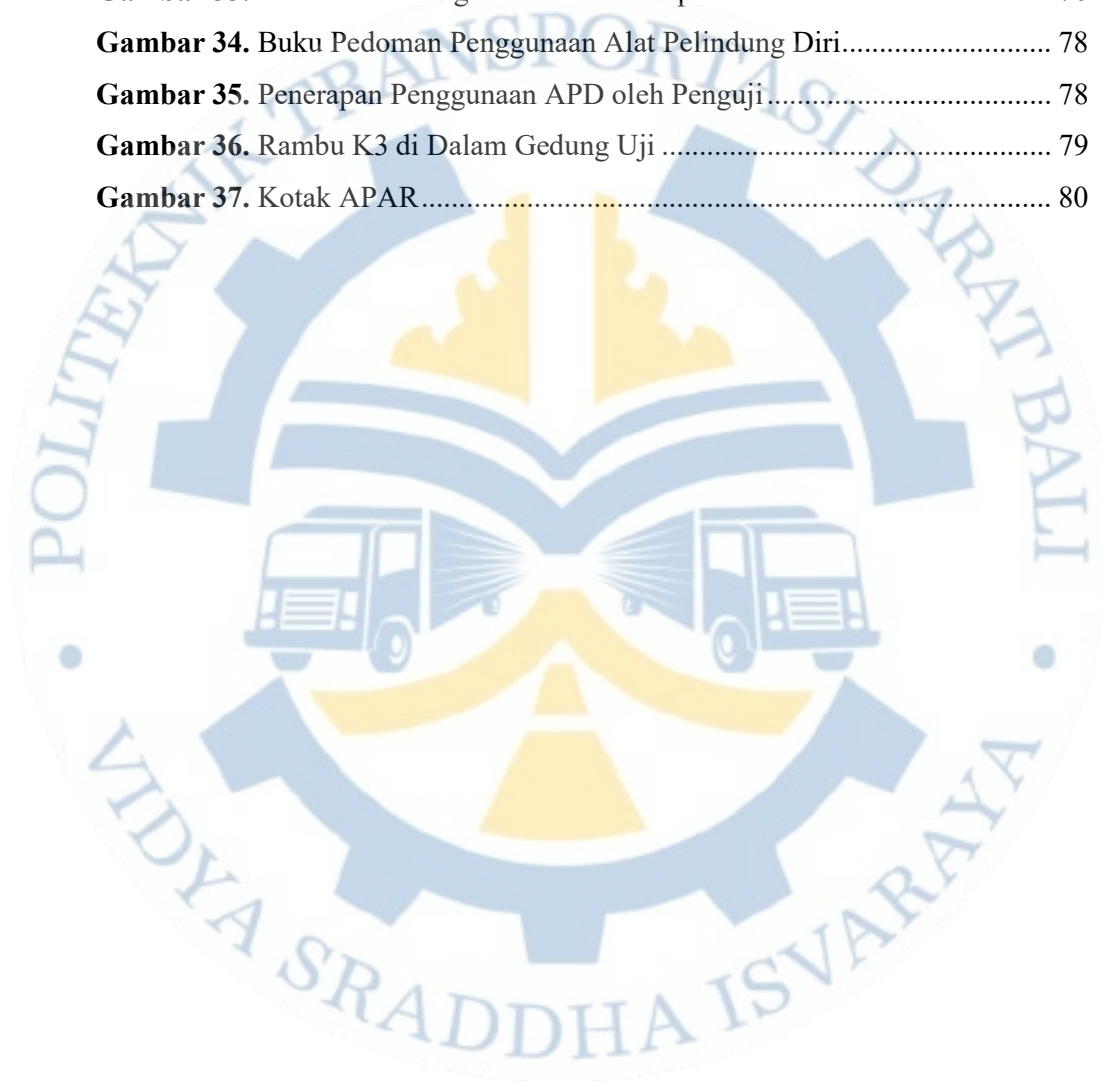 Gambar 34. Buku Pedoman Penggunaan Alat Pelindung Diri............................ 78
Gambar 35. Penerapan Penggunaan APD oleh Penguji...................................... 78
Gambar 36. Rambu K3 di Dalam Gedung Uji .................................................... 79
Gambar 37. Kotak APAR.................................................................................... 80
POLITEKNIK TRANSPORTASI DARAT BALI
VIDYA SRADDHA ISVARAYA